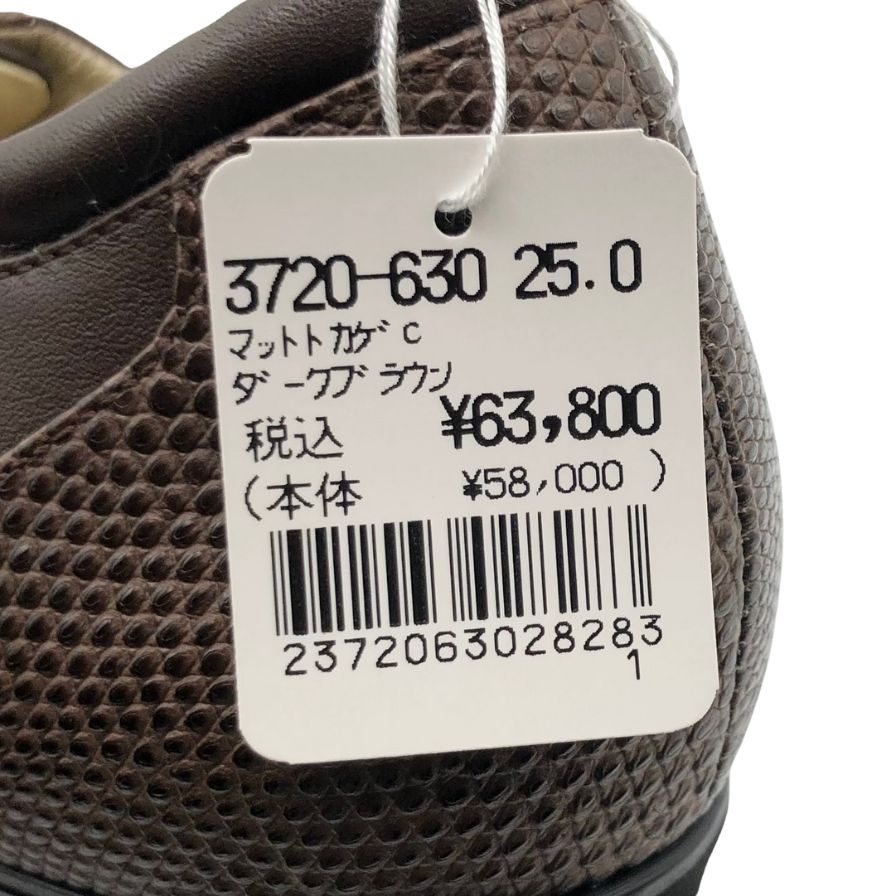 3720-630 25.0
マットトカゲC
ダークブラウン
税込 ¥63,800
(本体 ¥58,000 )
2372063028283
1